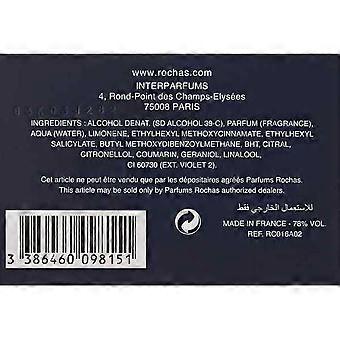 www.rochas.com
INTERPARFUMS
4, Rond-Point des Champs-Elysées
75008 PARIS
INGREDIENTS : ALCOHOL DENAT. (SD ALCOHOL 39-C), PARFUM (FRAGRANCE),
AQUA (WATER), LIMONENE, ETHYLHEXYL METHOXYCINNAMATE, ETHYLHEXYL
SALICYLATE, BUTYL METHOXYDIBENZOYLMETHANE, BHT, CITRAL,
CITRONELLOL, COUMARIN, GERANIOL, LINALOOL,
CI 60730 (EXT. VIOLET 2).
Cet article ne peut être vendu que par les dépositaires agréés Parfums Rochas.
This article may be sold only by Parfums Rochas authorized dealers.
للاستعمال الخارجي فقط
MADE IN FRANCE - 78% VOL.
REF. RC016A02
3 386460 098151